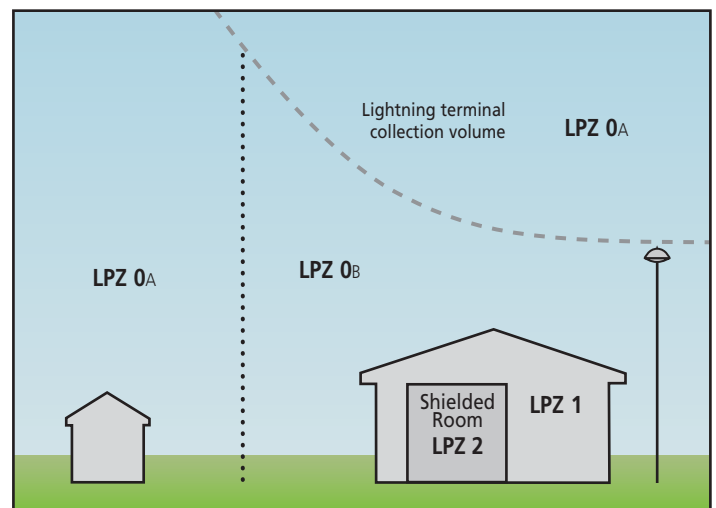 Lightning terminal
collection volume
LPZ 0A
LPZ 0A
LPZ 0B
Shielded
Room
LPZ 2
LPZ 1